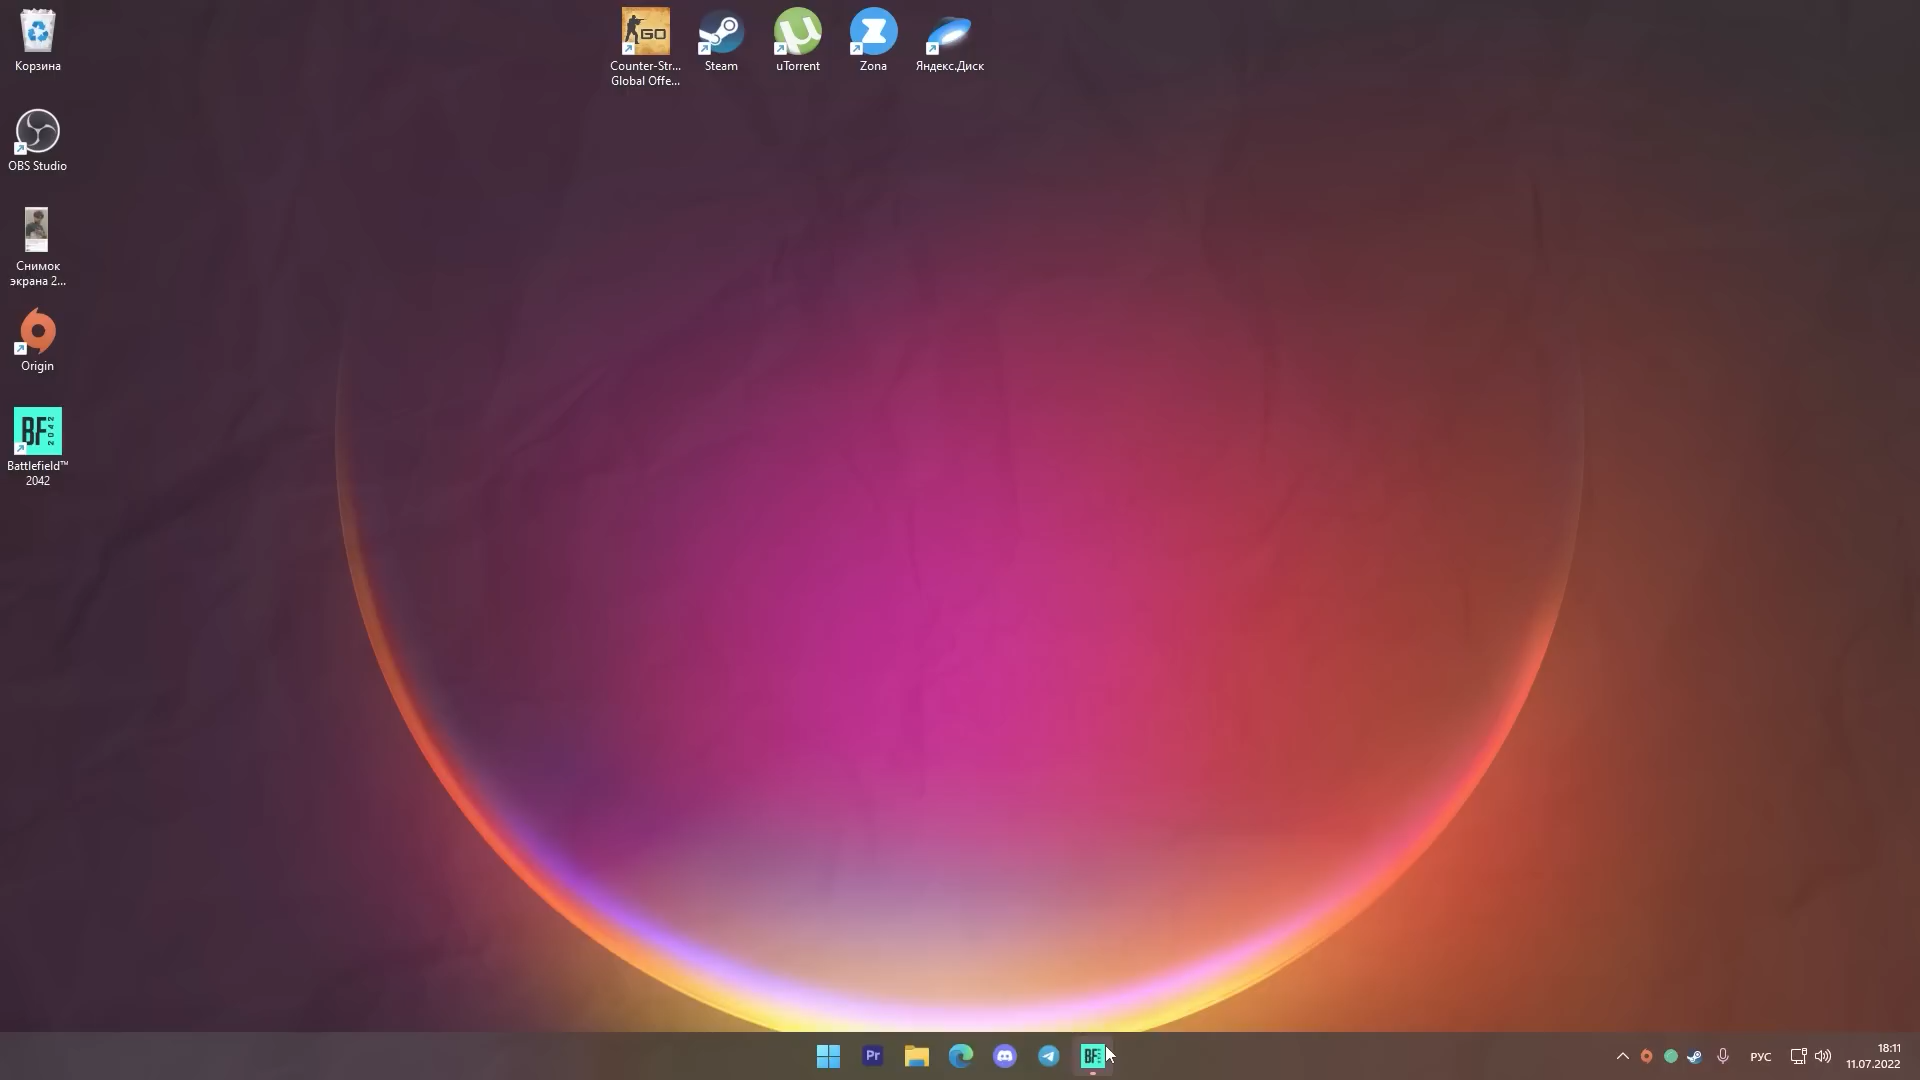 Корзина
OBS Studio
Снимок
экрана 2...
Origin
BF 2042
Battlefield™
2042
GO
Counter-Str...
Global Offe...
Steam
uTorrent
Zona
Яндекс.Диск
Pr
BF
РУС
18:11
11.07.2022